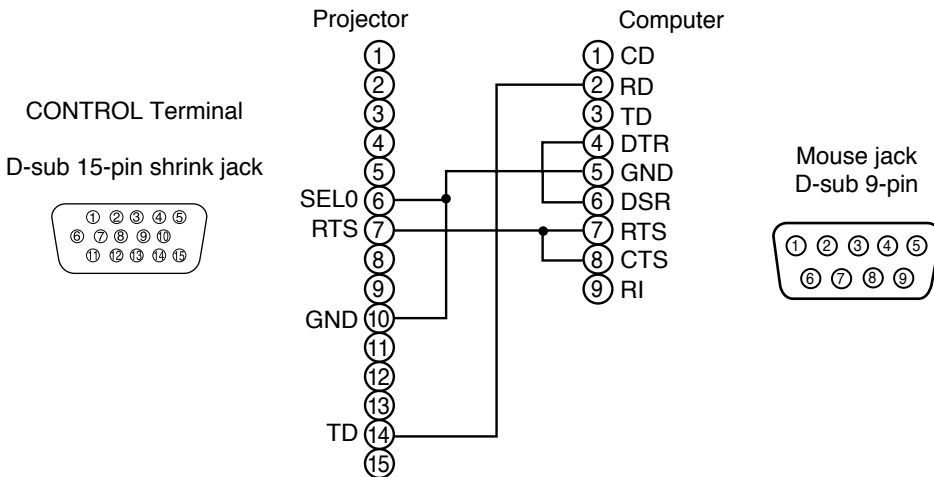 Projector
Computer
CONTROL Terminal
D-sub 15-pin shrink jack
① ② ③ ④ ⑤
⑥ ⑦ ⑧ ⑨ ⑩
⑪ ⑫ ⑬ ⑭ ⑮
①
②
③
④
⑤
SEL0 ⑥
RTS ⑦
⑧
⑨
GND ⑩
⑪
⑫
⑬
TD ⑭
⑮
① CD
② RD
③ TD
④ DTR
⑤ GND
⑥ DSR
⑦ RTS
⑧ CTS
⑨ RI
Mouse jack
D-sub 9-pin
① ② ③ ④ ⑤
⑥ ⑦ ⑧ ⑨